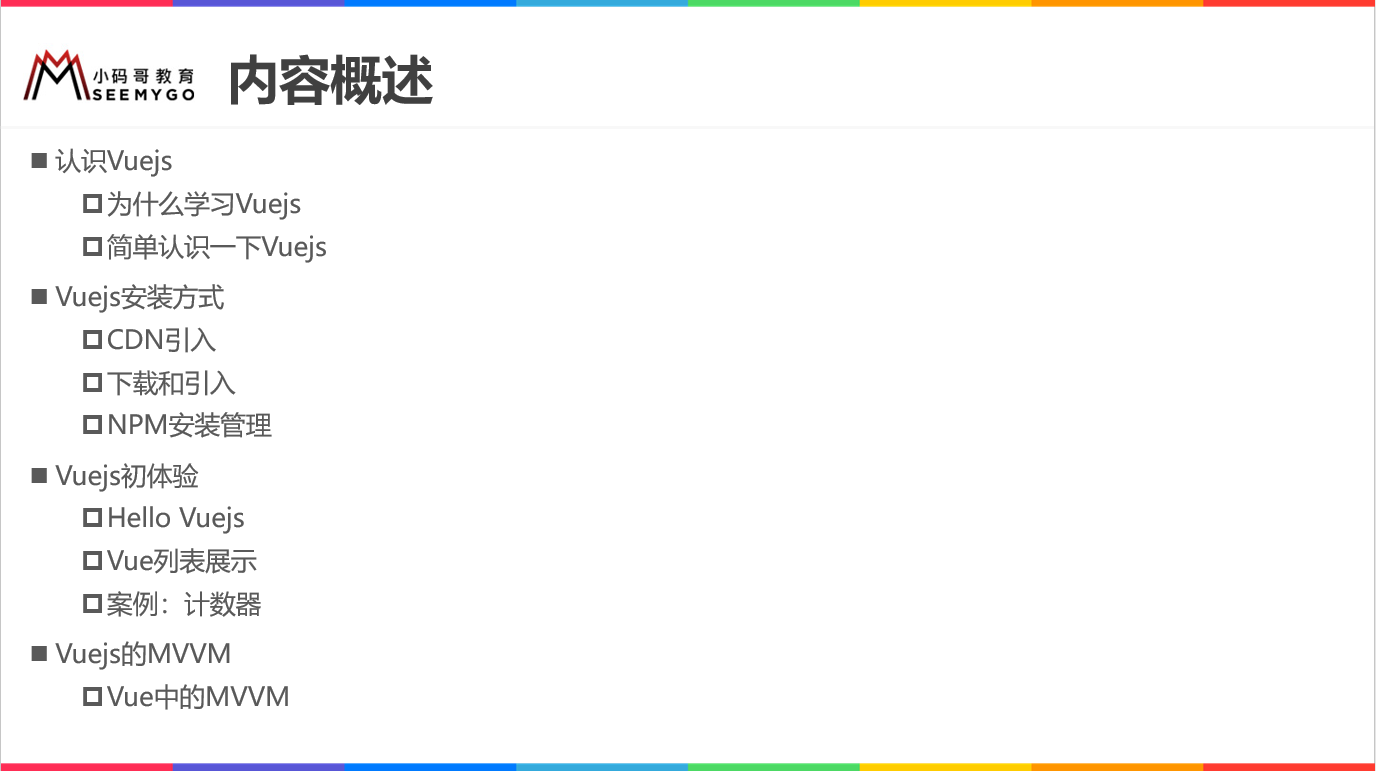 小码哥教育
SEEMYGO
内容概述
认识Vuejs
为什么学习Vuejs
简单认识一下Vuejs
Vuejs安装方式
CDN引入
下载和引入
NPM安装管理
Vuejs初体验
Hello Vuejs
Vue列表展示
案例：计数器
Vuejs的MVVM
Vue中的MVVM